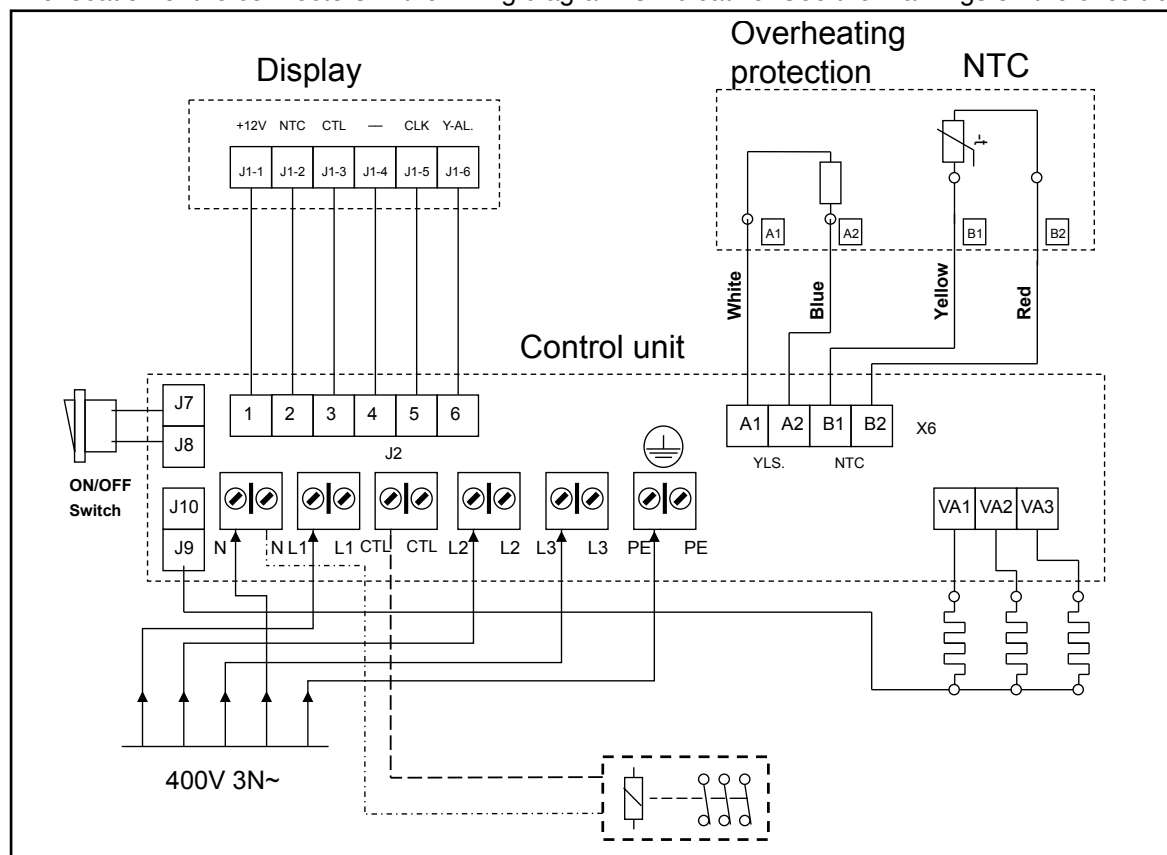 Display
Overheating
protection
NTC
+12V NTC CTL — CLK Y-AL.
J1-1 J1-2 J1-3 J1-4 J1-5 J1-6
A1 A2 B1 B2
White Blue Yellow Red
Control unit
J7
J8
1 2 3 4 5 6
J2
A1 A2 B1 B2 X6
YLS. NTC
ON/OFF
Switch
J10
J9
VA1 VA2 VA3
N N L1 L1 CTL CTL L2 L2 L3 L3 PE PE
400V 3N~